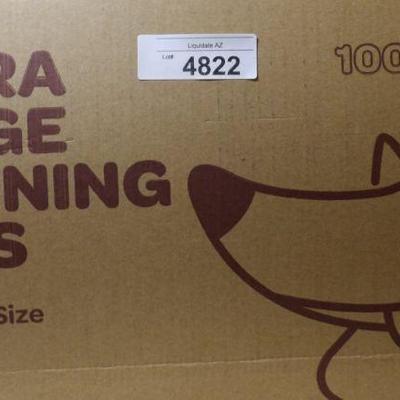 Liquidate AZ
Lot# 4822
100
RA
GE
NING
S
Size